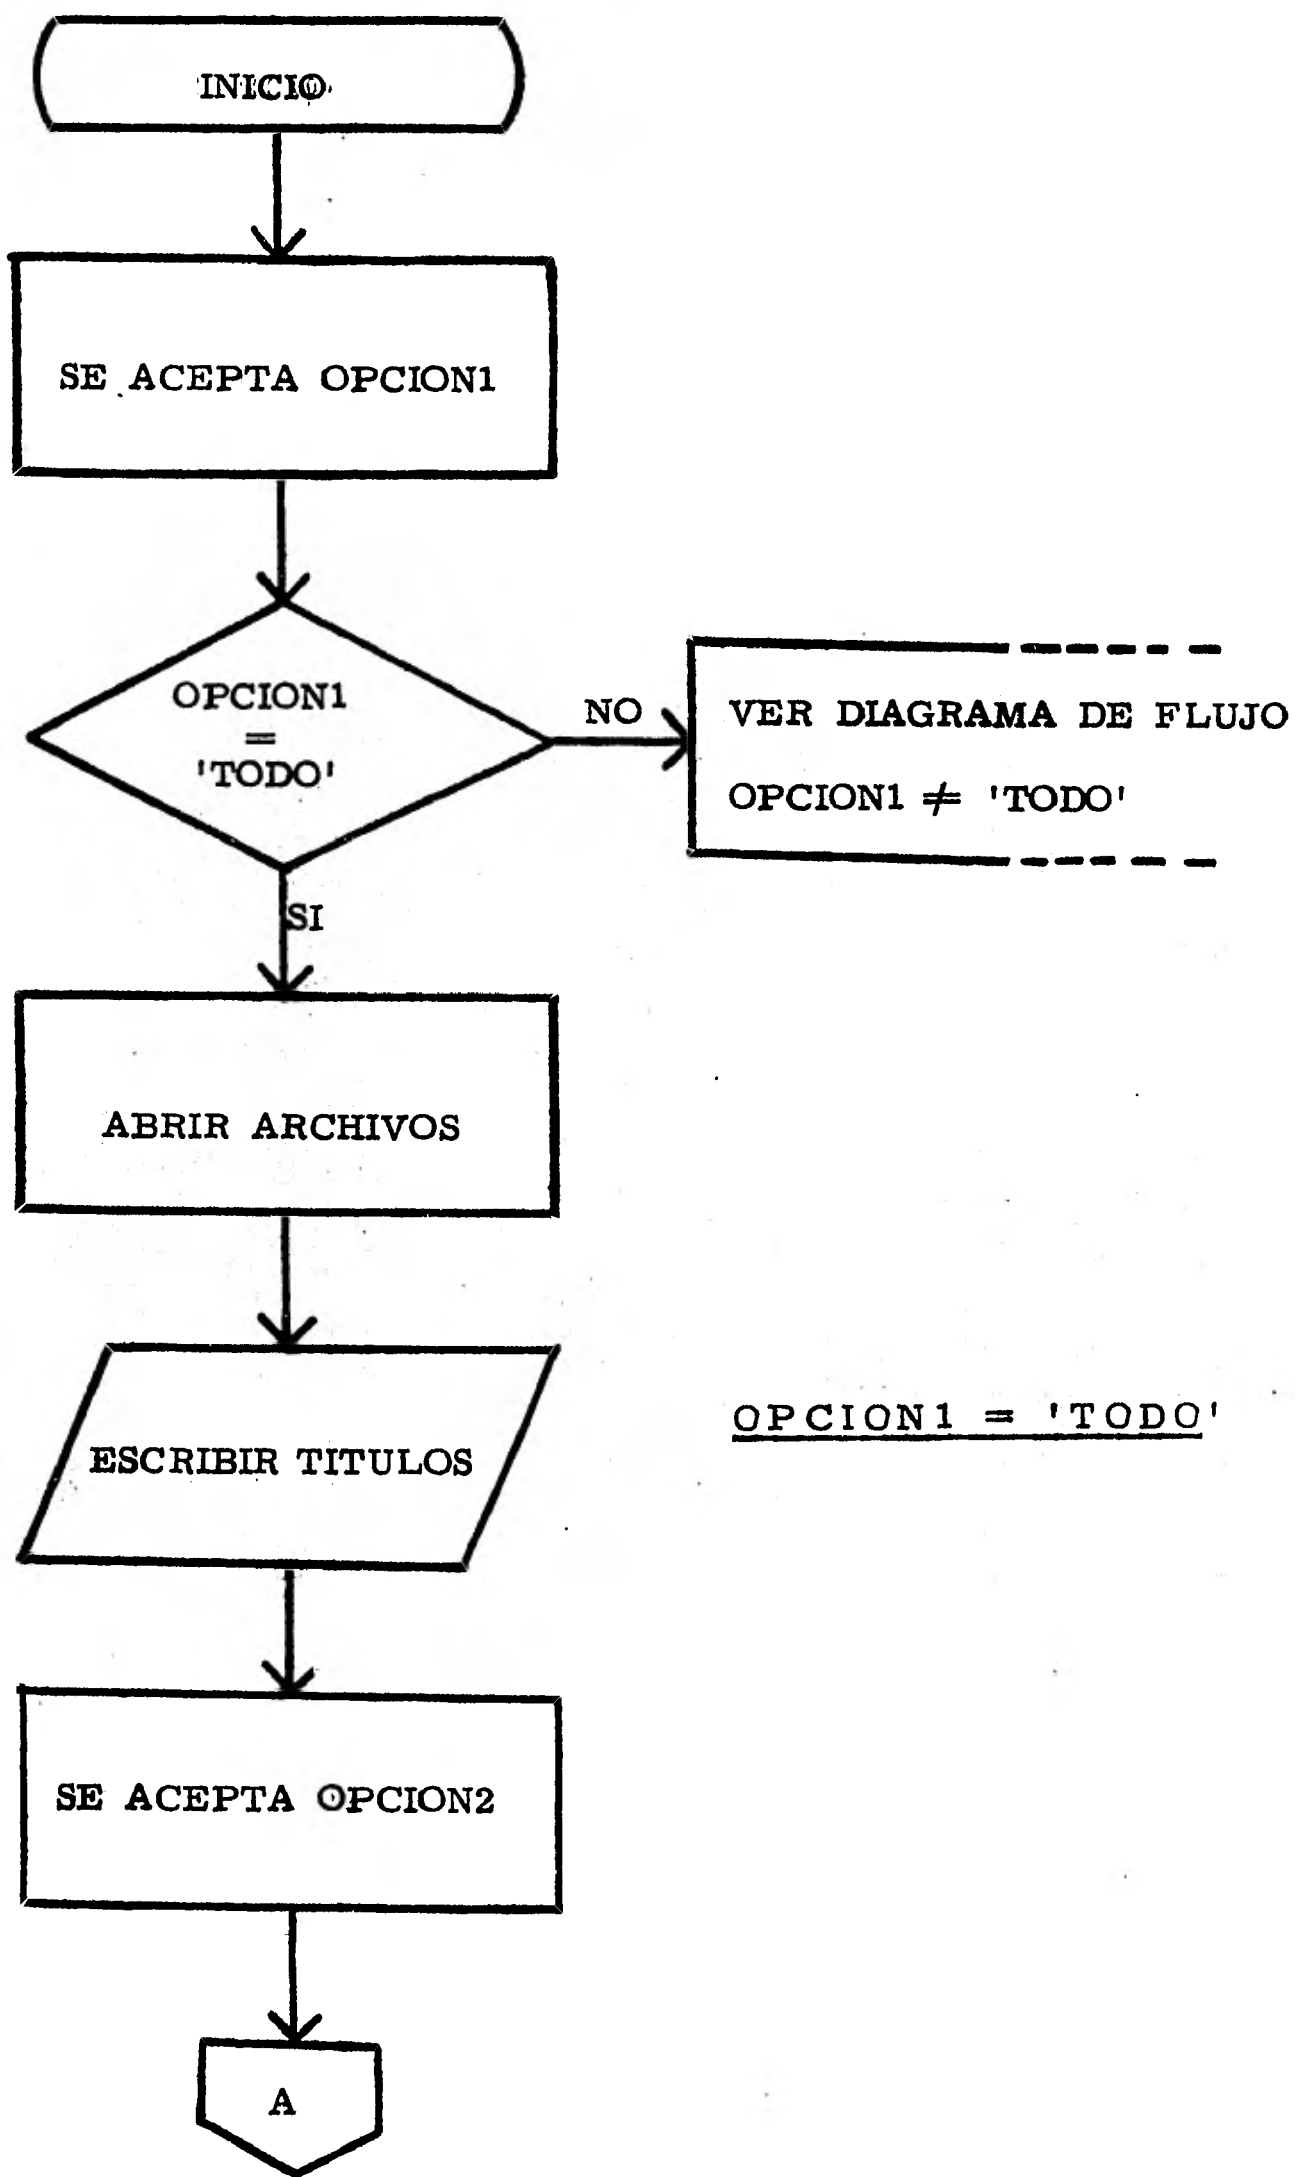 INICIO
SE ACEPTA OPCION1
OPCION1
=
'TODO'
NO
VER DIAGRAMA DE FLUJO
OPCION1 ≠ 'TODO'
SI
ABRIR ARCHIVOS
ESCRIBIR TITULOS
OPCION1 = 'TODO'
SE ACEPTA OPCION2
A